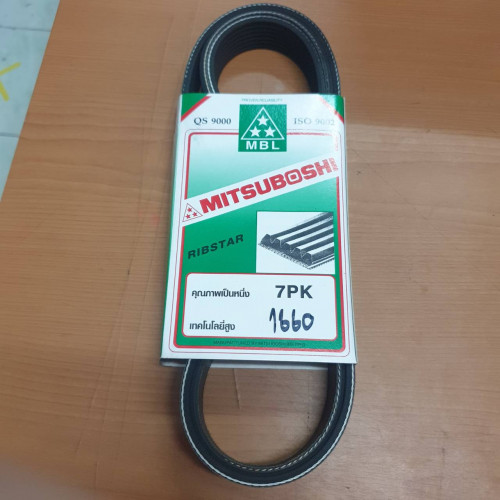 QS 9000 ISO 9002
MBL
MITSUBOSHI
RIBSTAR
คุณภาพเป็นหนึ่ง 7PK
เทคโนโลยี่สูง 1660